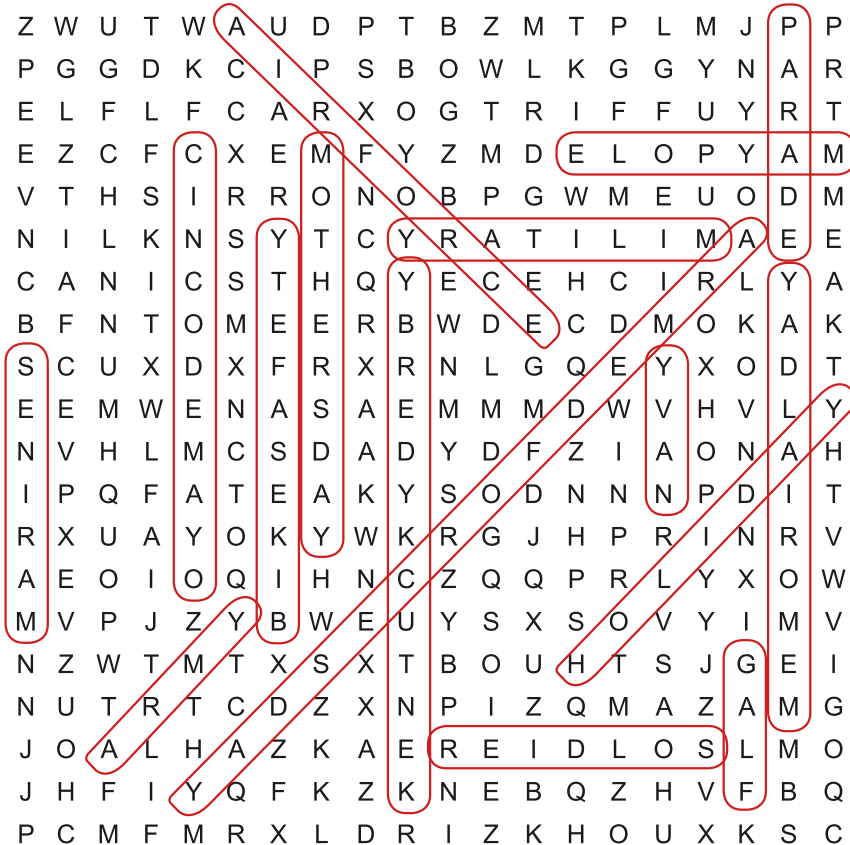 Z W U T W A U D P T B Z M T P L M J P P
P G G D K C I P S B O W L K G G Y N A R
E L F L F C A R X O G T R I F F U Y R T
E Z C F C X E M F Y Z M D E L O P Y A M
V T H S I R R O N O B P G W M E U O D M
N I L K N S Y T C Y R A T I L I M A E E
C A N I C S T H Q Y E C E H C I R L Y A
B F N T O M E E R B W D E C D M O K A K
S C U X D X F R X R N L G Q E Y X O D T
E E M W E N A S A E M M M D W V H V L Y
N V H L M C S D A D Y D F Z I A O N A H
I P Q F A T E A K Y S O D N N N P D I T
R X U A Y O K Y W K R G J H P R I N R V
A E O I O Q I H N C Z Q Q P R L Y X O W
M V P J Z Y B W E U Y S X S O V Y I M V
N Z W T M T X S X T B O U H T S J G E I
N U T R T C D Z X N P I Z Q M A Z A M G
J O A L H A Z K A E R E I D L O S L M O
J H F I Y Q F K Z K N E B Q Z H V F B Q
P C M F M R X L D R I Z K H O U X K S C